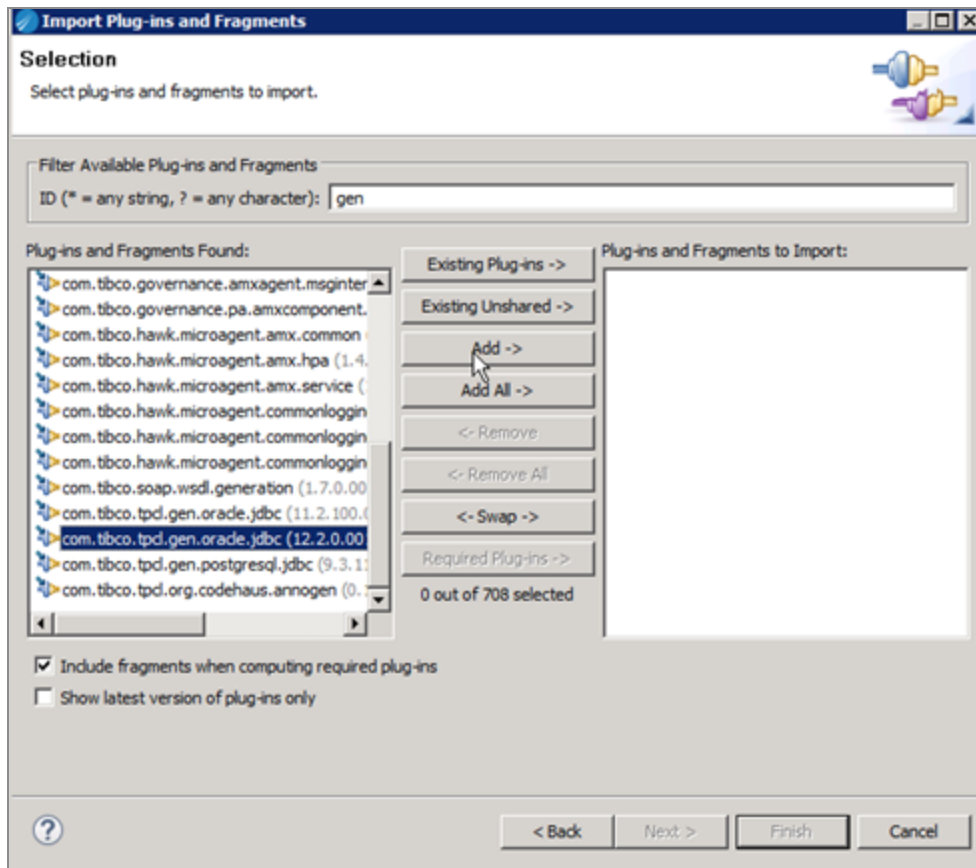 Import Plug-ins and Fragments
Selection
Select plug-ins and fragments to import.
Filter Available Plug-ins and Fragments
ID (* = any string, ? = any character): gen
Plug-ins and Fragments Found:
com.tibco.governance.amxagent.msginter
com.tibco.governance.pa.amxcomponent.
com.tibco.hawk.microagent.amx.common
com.tibco.hawk.microagent.amx.hpa (1.4.
com.tibco.hawk.microagent.amx.service (
com.tibco.hawk.microagent.commonloggin
com.tibco.hawk.microagent.commonloggin
com.tibco.hawk.microagent.commonloggin
com.tibco.soap.wsdl.generation (1.7.0.00
com.tibco.tpcl.gen.oracle.jdbc (11.2.100.0
com.tibco.tpcl.gen.oracle.jdbc (12.2.0.00
com.tibco.tpcl.gen.postgresql.jdbc (9.3.11
com.tibco.tpcl.org.codehaus.annogen (0.
Existing Plug-ins ->
Existing Unshared ->
Add ->
Add All ->
<- Remove
<- Remove All
<- Swap ->
Required Plug-ins ->
0 out of 708 selected
Plug-ins and Fragments to Import:
Include fragments when computing required plug-ins
Show latest version of plug-ins only
?
< Back
Next >
Finish
Cancel